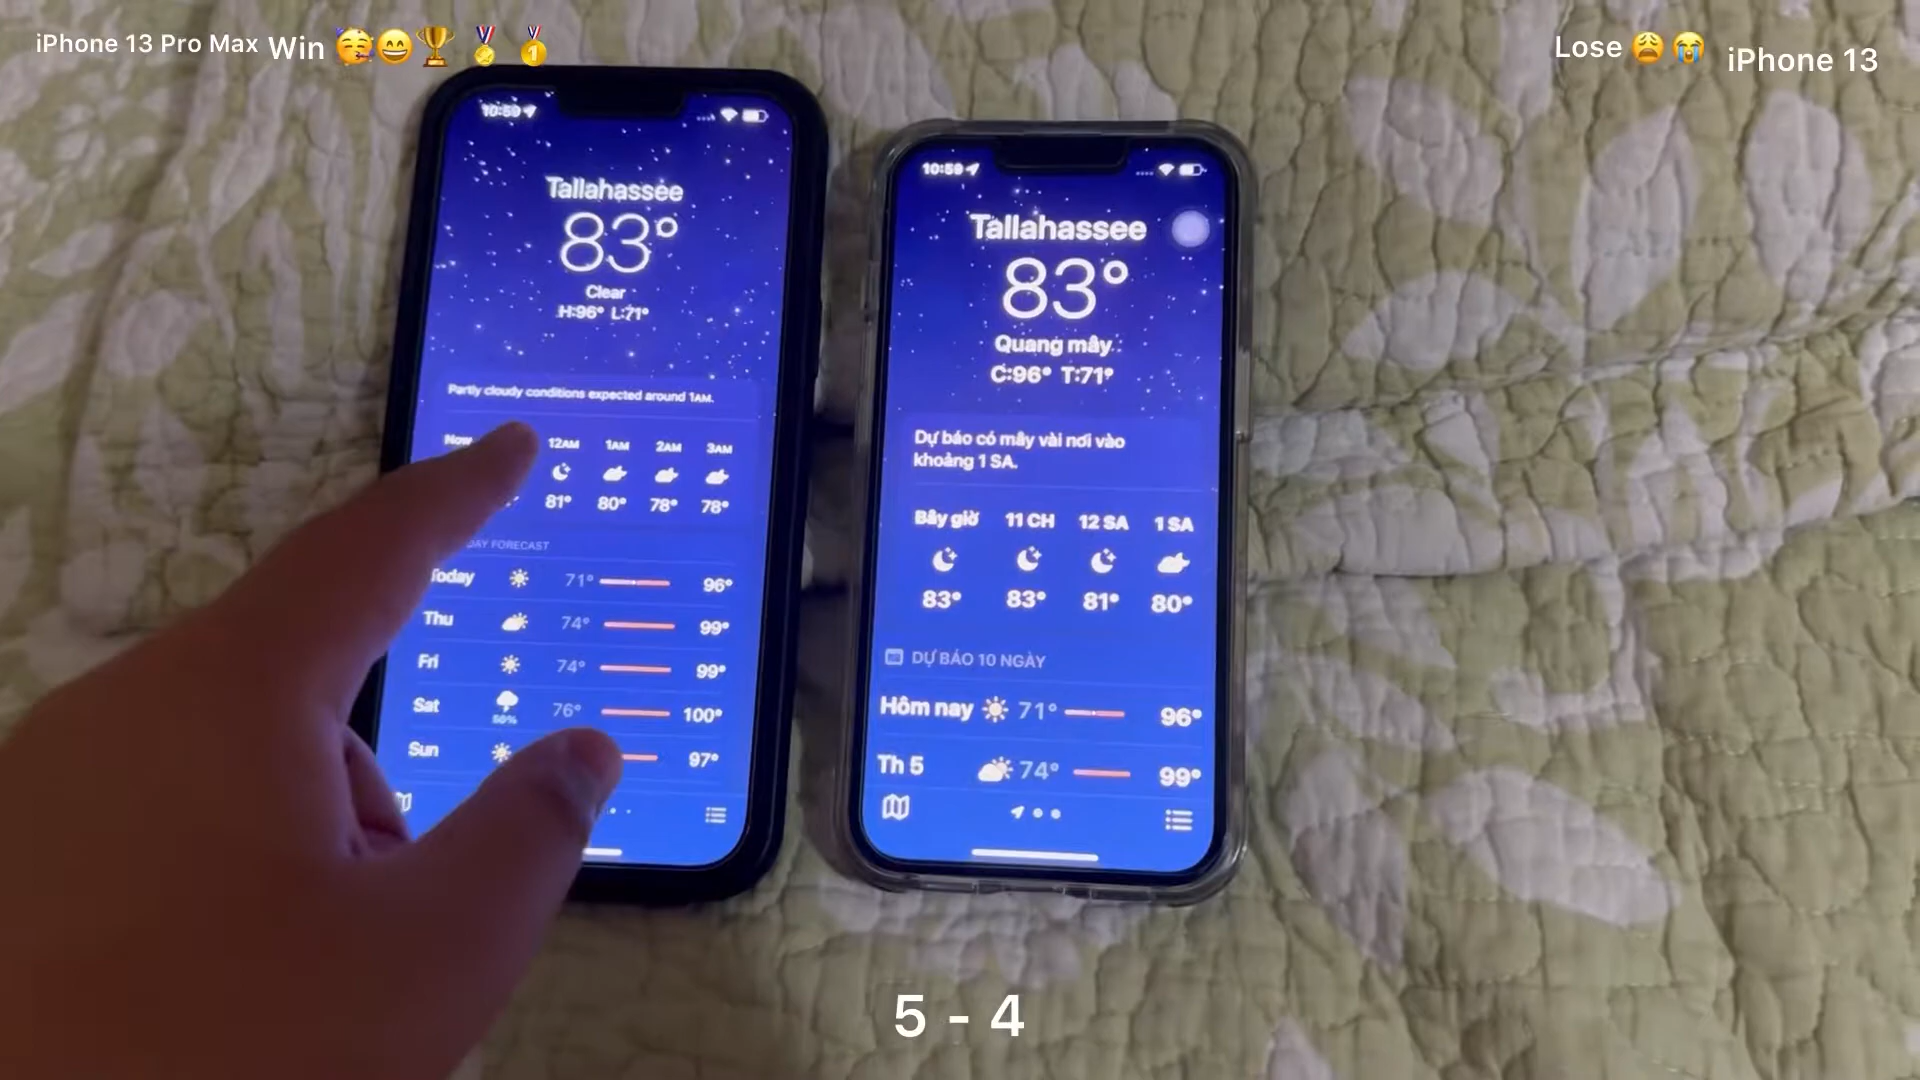 iPhone 13 Pro Max Win 🥳😄🏆🏅🥇
Lose 😩😭 iPhone 13
10:59
Tallahassee
83°
Clear
H:96° L:71°
Partly cloudy conditions expected around 1AM.
Now 12AM 1AM 2AM 3AM
81° 80° 78° 78°
DAY FORECAST
Today 71° 96°
Thu 74° 99°
Fri 74° 99°
Sat 76° 100°
50%
Sun 97°
10:59
Tallahassee
83°
Quang mây
C:96° T:71°
Dự báo có mây vài nơi vào
khoảng 1 SA.
Bây giờ 11 CH 12 SA 1 SA
83° 83° 81° 80°
DỰ BÁO 10 NGÀY
Hôm nay 71° 96°
Th 5 74° 99°
5 - 4